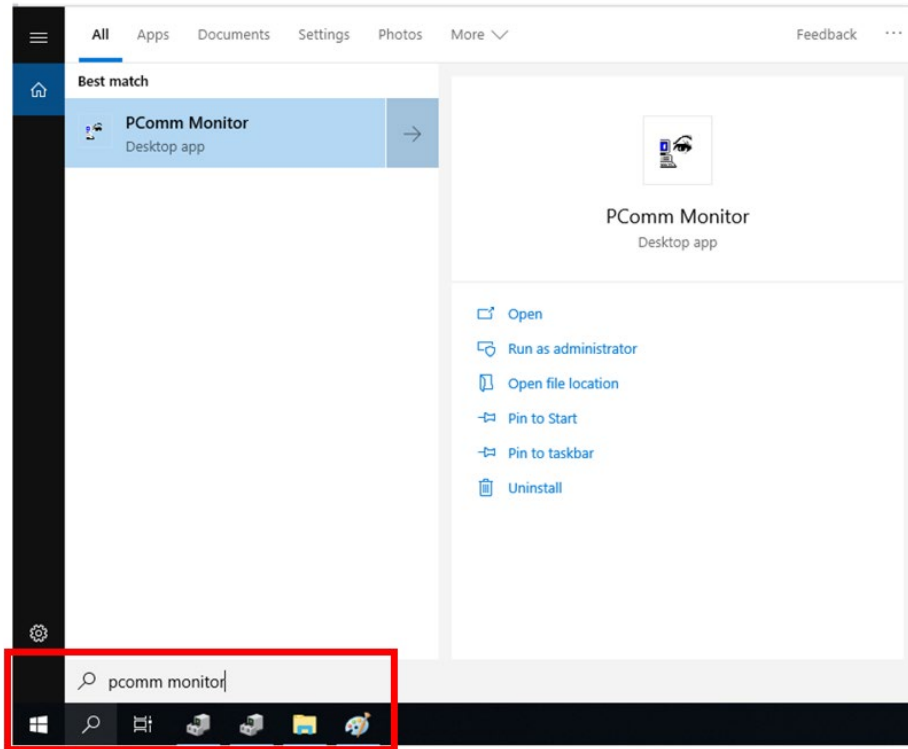 All Apps Documents Settings Photos More Feedback ...
Best match
PComm Monitor
Desktop app
PComm Monitor
Desktop app
Open
Run as administrator
Open file location
Pin to Start
Pin to taskbar
Uninstall
pcomm monitor